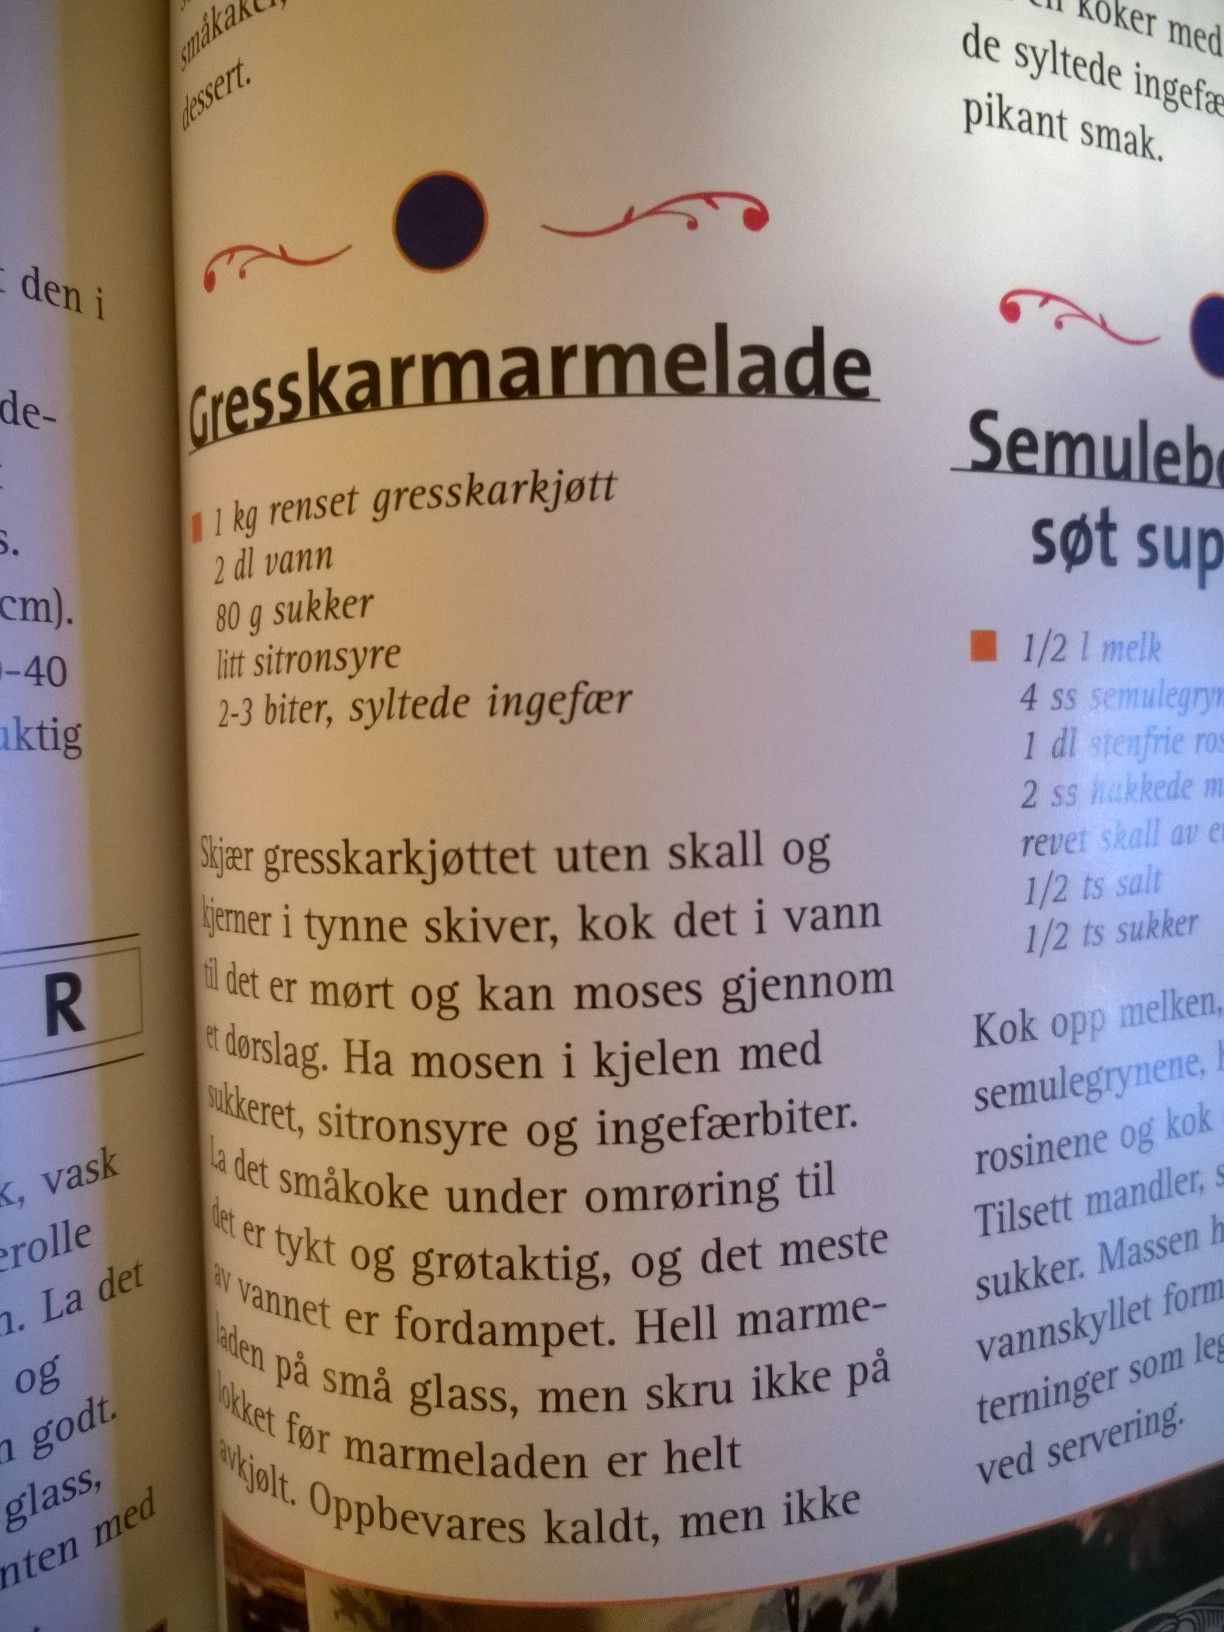 småkaker,
dessert.
den i
de-
s.
cm).
-40
uktig
R
k, vask
erolle
n. La det
og
n godt.
glass,
nten med
Gresskarmarmelade
1 kg renset gresskarkjøtt
2 dl vann
80 g sukker
litt sitronsyre
2-3 biter, syltede ingefær
Skjær gresskarkjøttet uten skall og
kjerner i tynne skiver, kok det i vann
til det er mørt og kan moses gjennom
et dørslag. Ha mosen i kjelen med
sukkeret, sitronsyre og ingefærbiter.
La det småkoke under omrøring til
det er tykt og grøtaktig, og det meste
av vannet er fordampet. Hell marme-
laden på små glass, men skru ikke på
lokket før marmeladen er helt
avkjølt. Oppbevares kaldt, men ikke
koker med
de syltede ingefæ
pikant smak.
Semulebo
søt sup
1/2 l melk
4 ss semulegryn
1 dl stenfrie ros
2 ss hakkede m
revet skall av e
1/2 ts salt
1/2 ts sukker
Kok opp melken,
semulegrynene,
rosinene og kok
Tilsett mandler, s
sukker. Massen h
vannskyllet form
terninger som leg
ved servering.